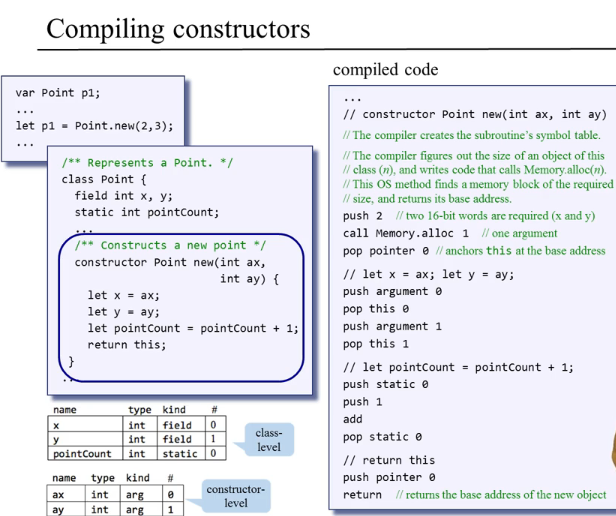 Compiling constructors
var Point p1;
...
let p1 = Point.new(2,3);
...
/** Represents a Point. */
class Point {
field int x, y;
static int pointCount;
...
/** Constructs a new point */
constructor Point new(int ax,
int ay) {
let x = ax;
let y = ay;
let pointCount = pointCount + 1;
return this;
}
...
name type kind #
x int field 0
y int field 1
pointCount int static 0
class-
level
name type kind #
ax int arg 0
ay int arg 1
constructor-
level
compiled code
...
// constructor Point new(int ax, int ay)
// The compiler creates the subroutine's symbol table.
// The compiler figures out the size of an object of this
// class (n), and writes code that calls Memory.alloc(n).
// This OS method finds a memory block of the required
// size, and returns its base address.
push 2 // two 16-bit words are required (x and y)
call Memory.alloc 1 // one argument
pop pointer 0 // anchors this at the base address
// let x = ax; let y = ay;
push argument 0
pop this 0
push argument 1
pop this 1
// let pointCount = pointCount + 1;
push static 0
push 1
add
pop static 0
// return this
push pointer 0
return // returns the base address of the new object